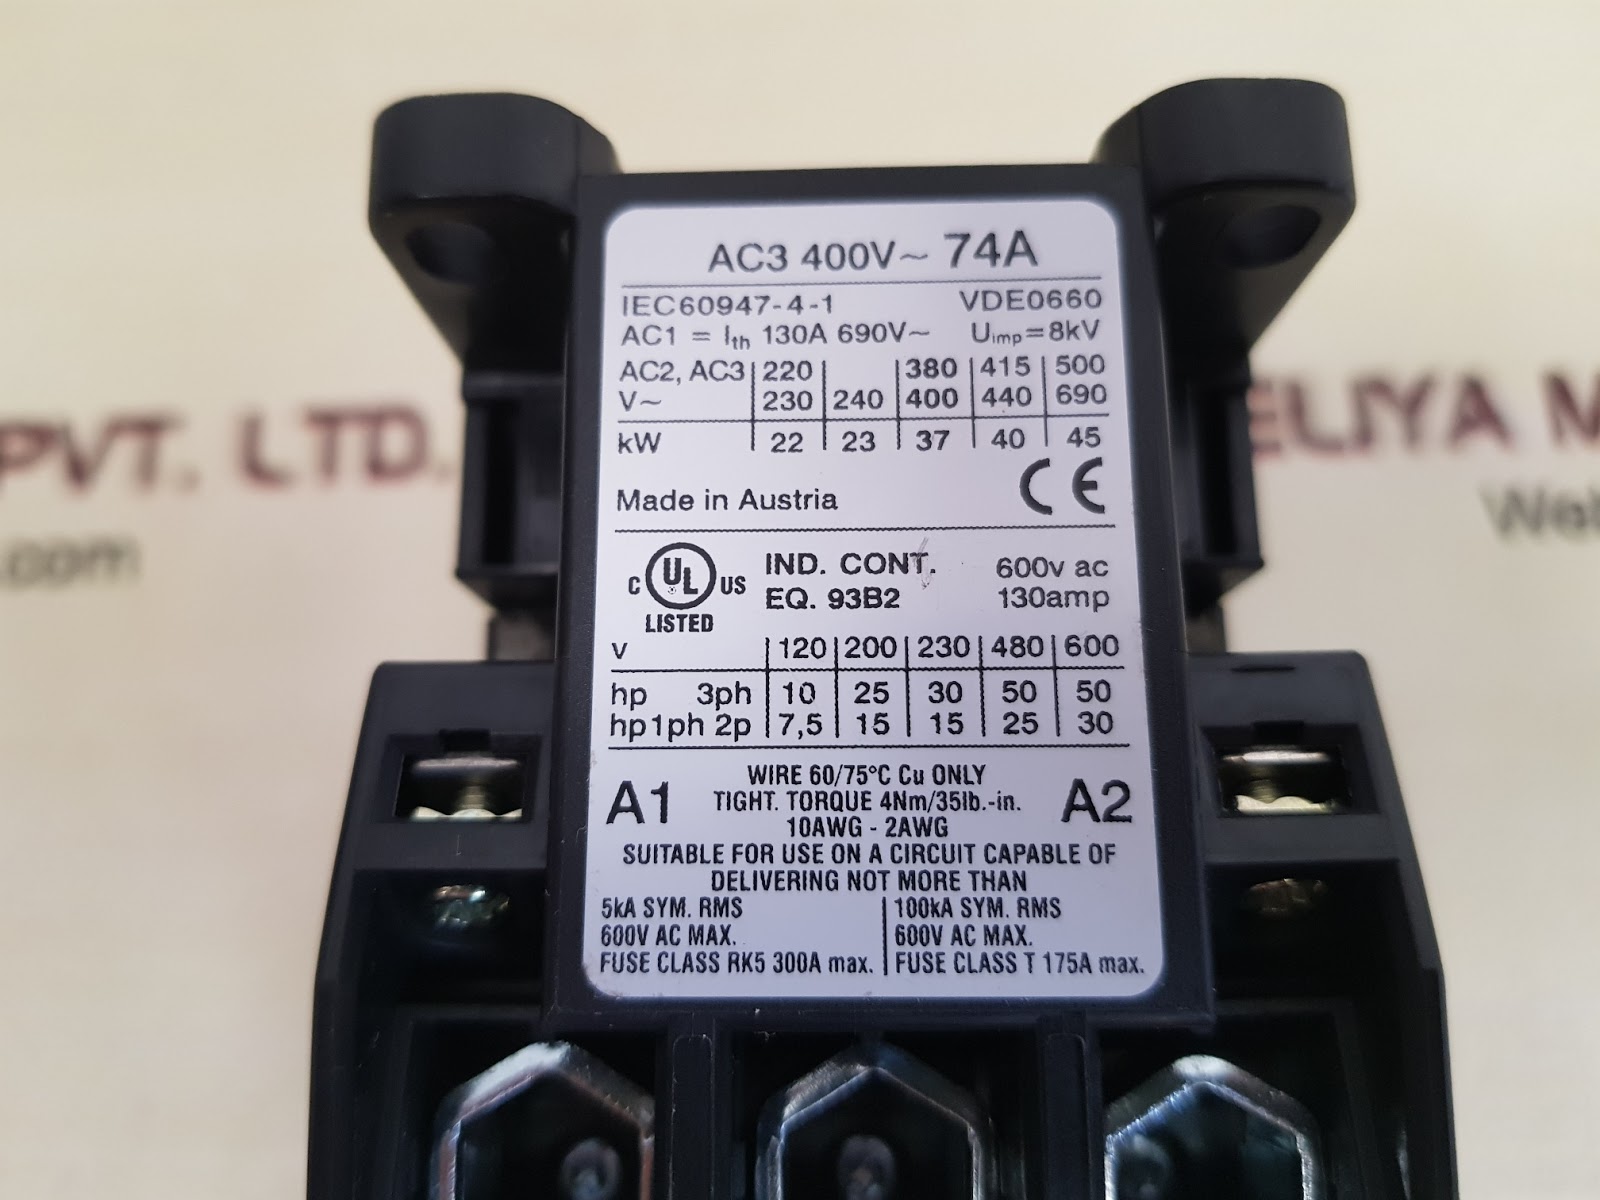 AC3 400V~ 74A
IEC60947-4-1 VDE0660
AC1 = Ith 130A 690V~ Uimp=8kV
AC2, AC3 220 380 415 500
V~ 230 240 400 440 690
kW 22 23 37 40 45
Made in Austria CE
C UL US LISTED
IND. CONT. 600v ac
EQ. 93B2 130amp
v 120 200 230 480 600
hp 3ph 10 25 30 50 50
hp1ph 2p 7,5 15 15 25 30
WIRE 60/75°C Cu ONLY
A1 TIGHT. TORQUE 4Nm/35lb.-in. A2
10AWG - 2AWG
SUITABLE FOR USE ON A CIRCUIT CAPABLE OF
DELIVERING NOT MORE THAN
5kA SYM. RMS 100kA SYM. RMS
600V AC MAX. 600V AC MAX.
FUSE CLASS RK5 300A max. FUSE CLASS T 175A max.
PVT. LTD.
ELIYA M
.com
Web